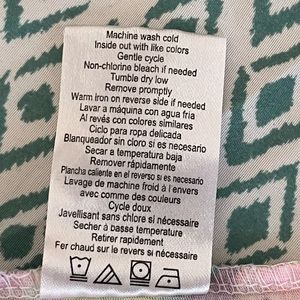 Machine wash cold
Inside out with like colors
Gentle cycle
Non-chlorine bleach if needed
Tumble dry low
Remove promptly
Warm iron on reverse side if needed
Lavar a máquina con agua fría
Al revés con colores similares
Ciclo para ropa delicada
Blanqueador sin cloro si es necesario
Secar a temperatura baja
Remover rápidamente
Plancha caliente en el reverso si es necesario
Lavage de machine froid à l' envers
avec comme des couleurs
Cycle doux
Javellisant sans chlore si nécessaire
Secher à basse température
Retirer rapidement
Fer chaud sur le revers si nécessaire